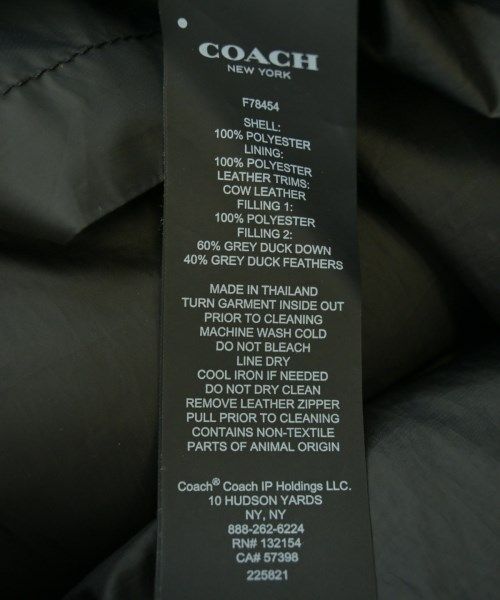 COACH
NEW YORK
F78454
SHELL:
100% POLYESTER
LINING:
100% POLYESTER
LEATHER TRIMS:
COW LEATHER
FILLING 1:
100% POLYESTER
FILLING 2:
60% GREY DUCK DOWN
40% GREY DUCK FEATHERS
MADE IN THAILAND
TURN GARMENT INSIDE OUT
PRIOR TO CLEANING
MACHINE WASH COLD
DO NOT BLEACH
LINE DRY
COOL IRON IF NEEDED
DO NOT DRY CLEAN
REMOVE LEATHER ZIPPER
PULL PRIOR TO CLEANING
CONTAINS NON-TEXTILE
PARTS OF ANIMAL ORIGIN
Coach® Coach IP Holdings LLC.
10 HUDSON YARDS
NY, NY
888-262-6224
RN# 132154
CA# 57398
225821